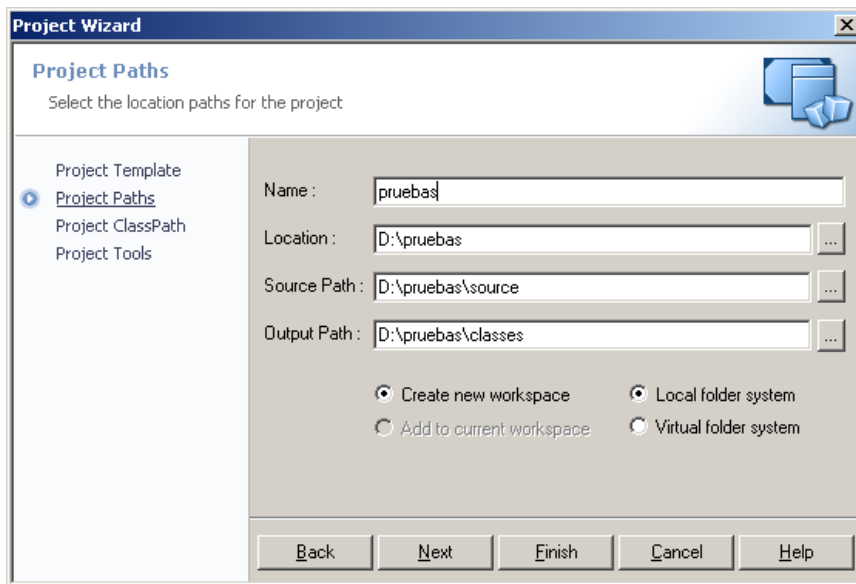 Project Wizard
Project Paths
Select the location paths for the project
Project Template
Project Paths
Project ClassPath
Project Tools
Name :
pruebas
Location :
D:\pruebas
...
Source Path :
D:\pruebas\source
...
Output Path :
D:\pruebas\classes
...
Create new workspace
Local folder system
Add to current workspace
Virtual folder system
Back
Next
Finish
Cancel
Help